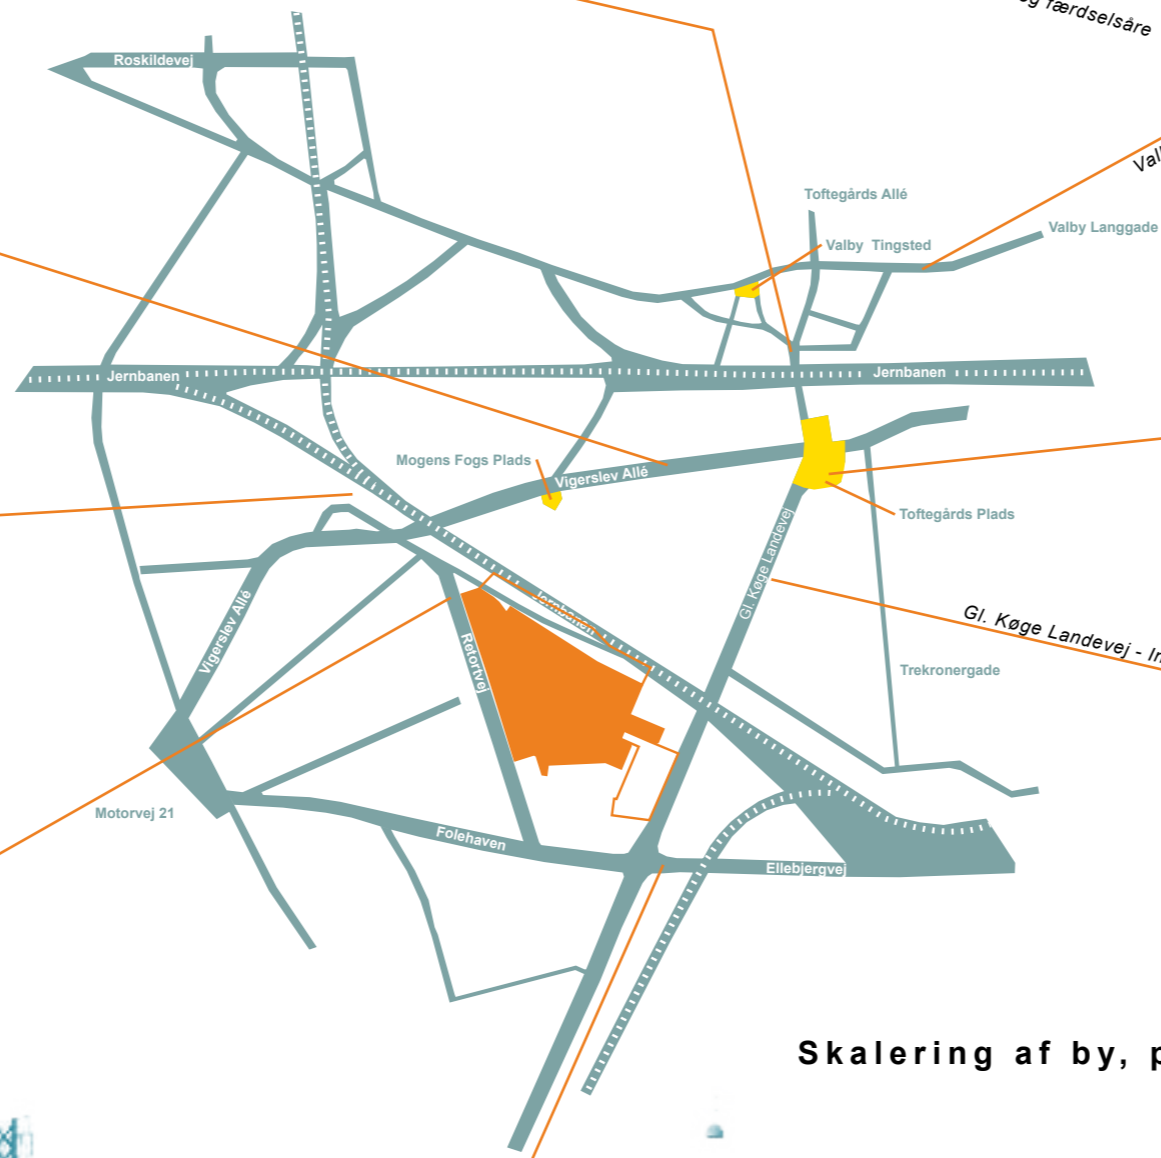 færdselsåre
Roskildevej
Toftegårds Allé
Valby Langgade
Valby Tingsted
Jernbanen
Jernbanen
Mogens Fogs Plads
Vigerslev Allé
Toftegårds Plads
Gl. Køge Landevej
Jernbanen
Vigerslev Allé
Retortvej
Gl. Køge Landevej - In
Trekronergade
Motorvej 21
Folehaven
Ellebjergvej
Skalering af by, p